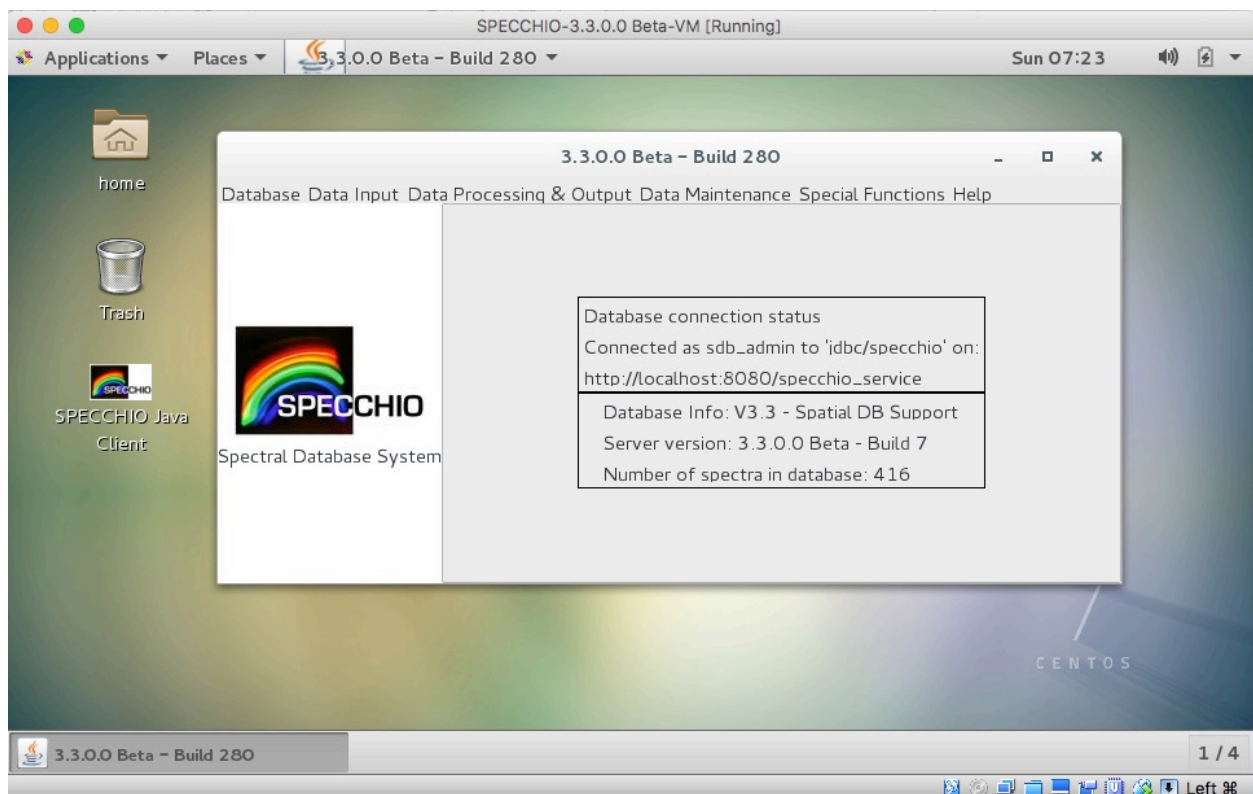 SPECCHIO-3.3.0.0 Beta-VM [Running]
Applications Places 3.3.0.0 Beta – Build 280 Sun 07:23
home
Trash
SPECCHIO
SPECCHIO Java
Client
3.3.0.0 Beta – Build 280
Database Data Input Data Processing & Output Data Maintenance Special Functions Help
SPECCHIO
Spectral Database System
Database connection status
Connected as sdb_admin to 'jdbc/specchio' on:
http://localhost:8080/specchio_service
Database Info: V3.3 - Spatial DB Support
Server version: 3.3.0.0 Beta - Build 7
Number of spectra in database: 416
7
CENTOS
3.3.0.0 Beta – Build 280
1 / 4
Left ⌘